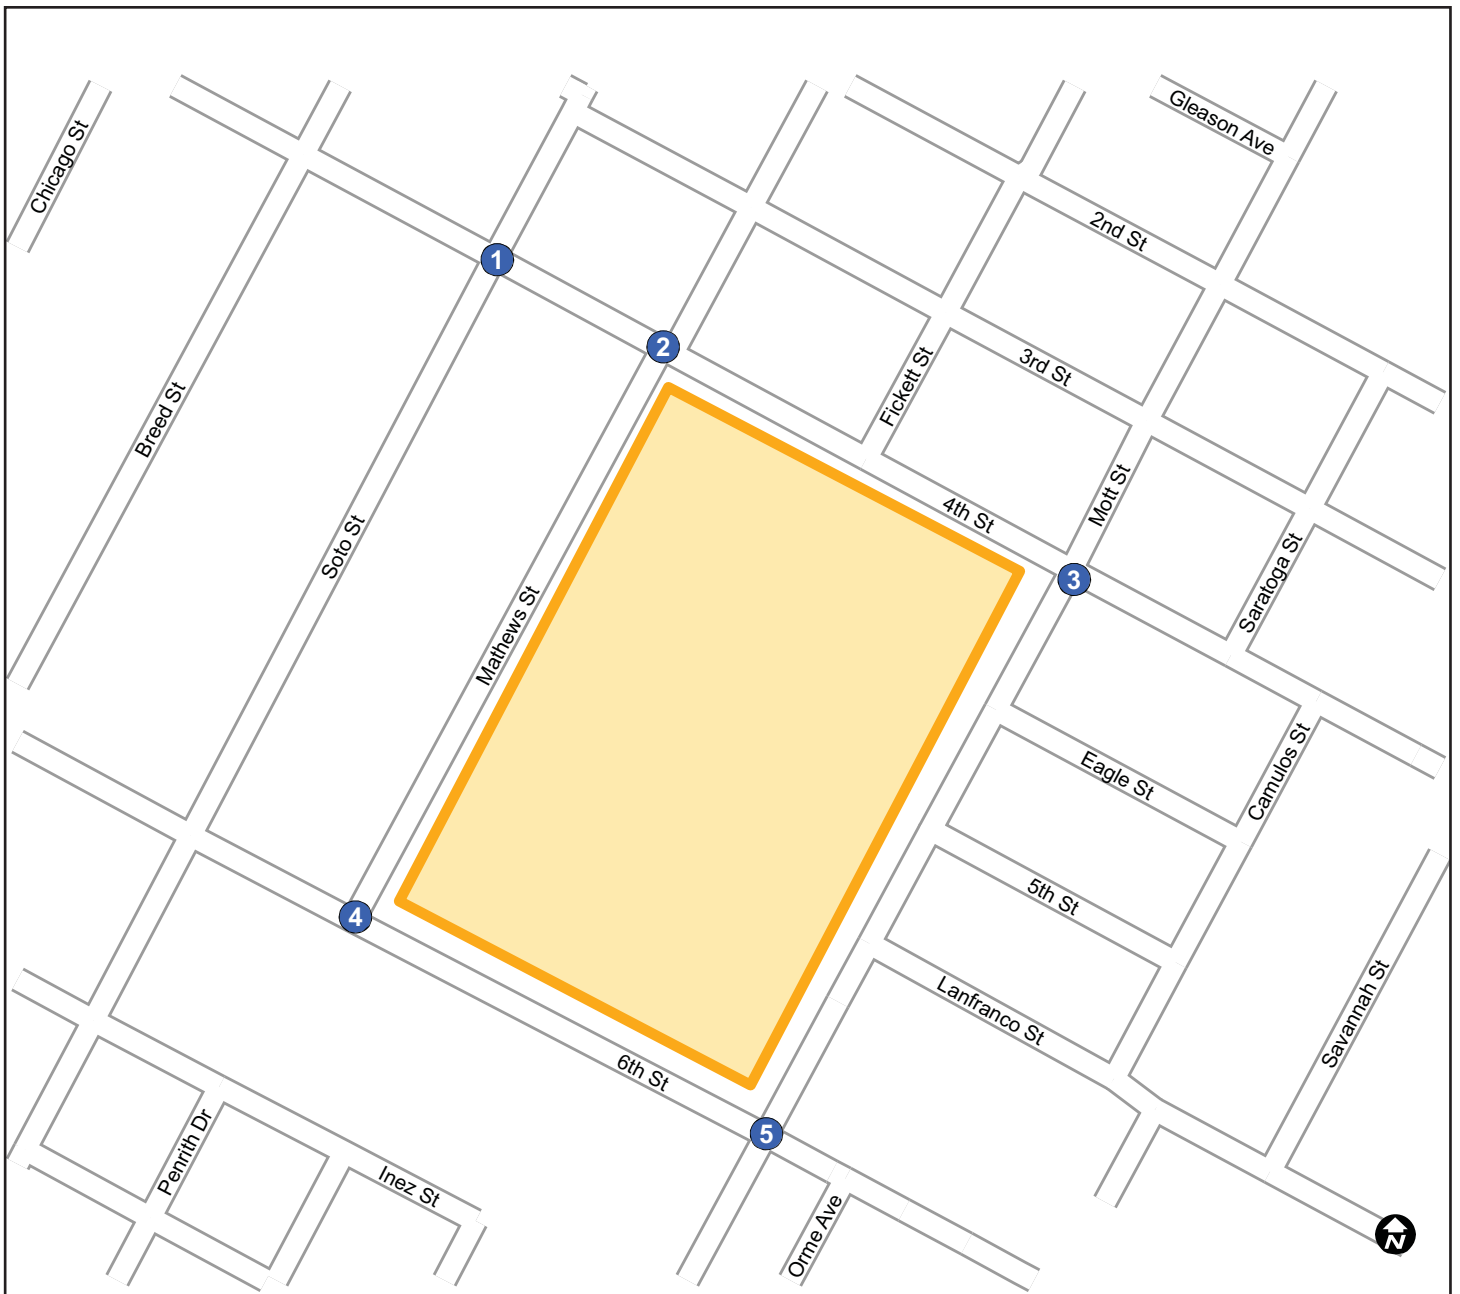 Gleason Ave
Chicago St
2nd St
1
2
3rd St
Fickett St
Breed St
Mott St
4th St
Soto St
Saratoga St
3
Mathews St
Eagle St
Camulos St
5th St
4
Lanfranco St
Savannah St
6th St
5
Penrith Dr
Inez St
Orme Ave
N